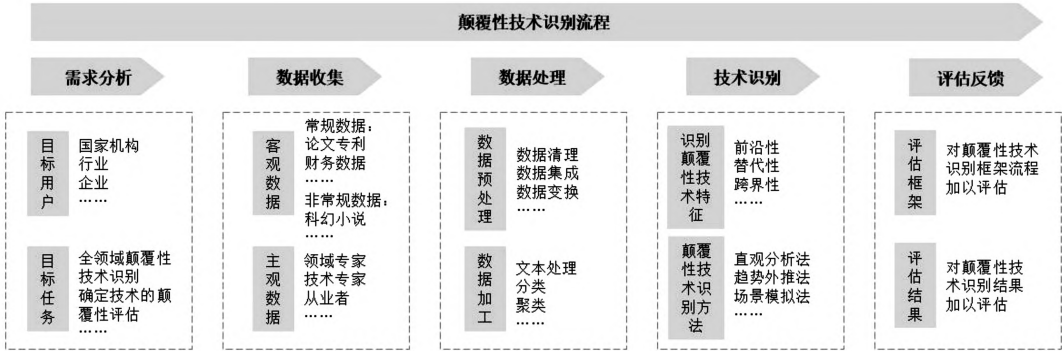 颠覆性技术识别流程
需求分析
数据收集
数据处理
技术识别
评估反馈
目标用户
国家机构
行业
企业
……
目标任务
全领域颠覆性
技术识别
确定技术的颠
覆性评估
……
客观数据
常规数据：
论文专利
财务数据
……
非常规数据：
科幻小说
……
主观数据
领域专家
技术专家
从业者
……
数据预处理
数据清理
数据集成
数据变换
……
数据加工
文本处理
分类
聚类
……
识别
颠覆
性技
术特
征
前沿性
替代性
跨界性
……
颠覆
性技
术识
别方
法
直观分析法
趋势外推法
场景模拟法
……
评估框架
对颠覆性技术
识别框架流程
加以评估
评估结果
对颠覆性技
术识别结果
加以评估